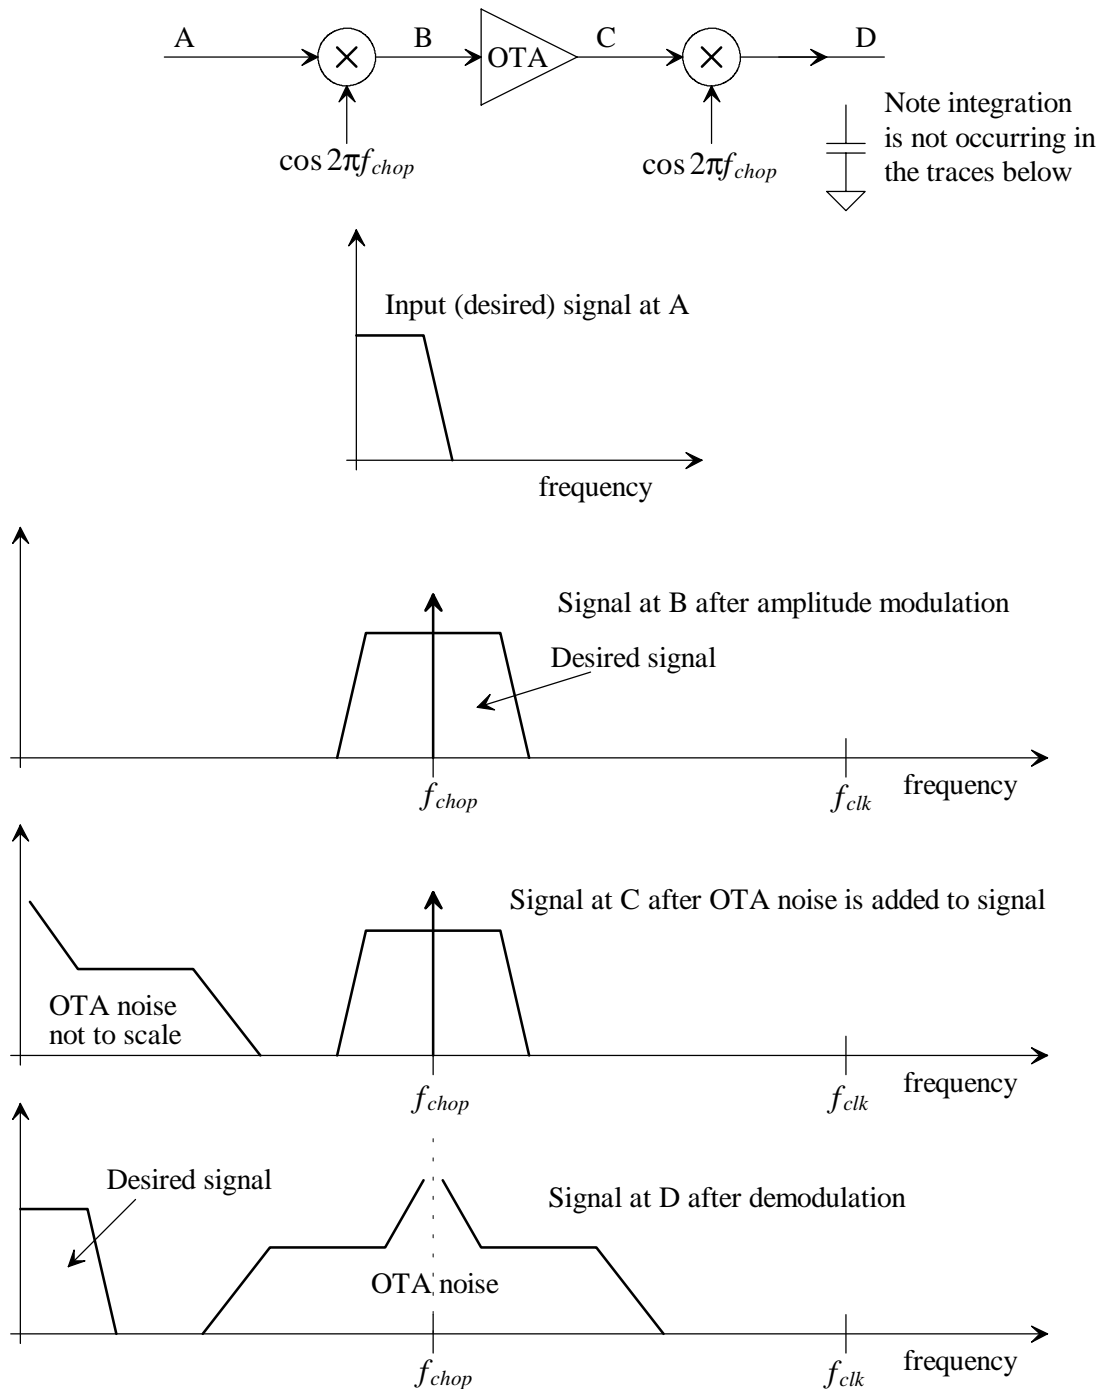 A
B
C
D
OTA
cos 2πf_chop
cos 2πf_chop
Note integration
is not occurring in
the traces below
Input (desired) signal at A
frequency
Signal at B after amplitude modulation
Desired signal
f_chop
f_clk
frequency
Signal at C after OTA noise is added to signal
OTA noise
not to scale
f_chop
f_clk
frequency
Desired signal
Signal at D after demodulation
OTA noise
f_chop
f_clk
frequency